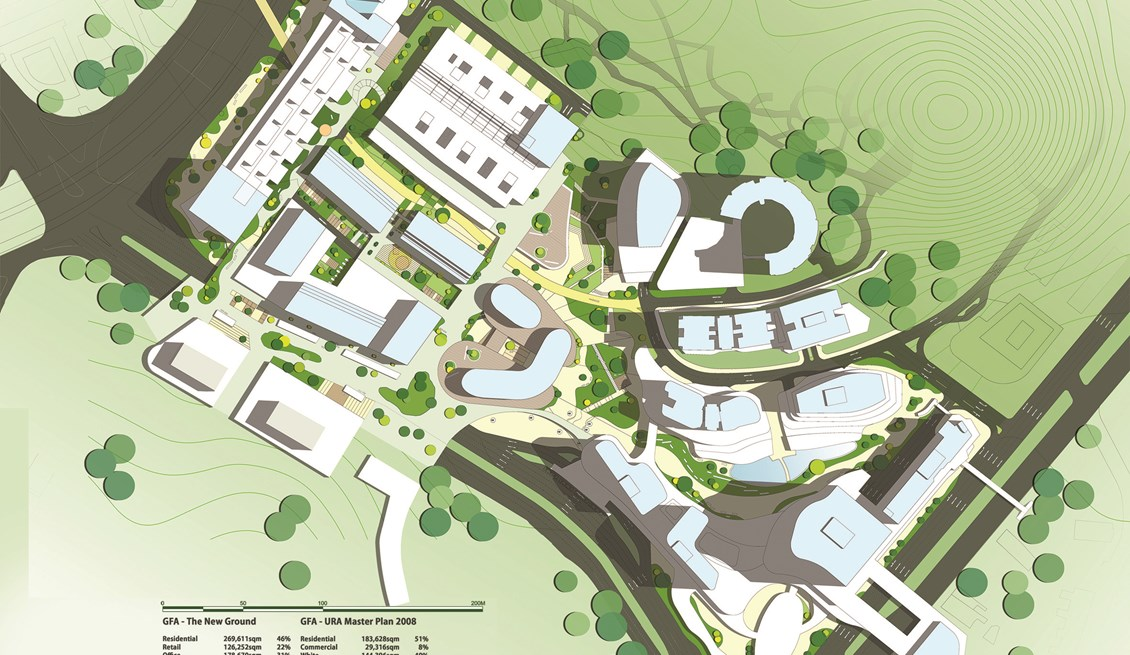 0 50 100 200M
GFA - The New Ground GFA - URA Master Plan 2008
Residential 269,611sqm 46% Residential 183,628sqm 51%
Retail 126,252sqm 22% Commercial 29,316sqm 8%